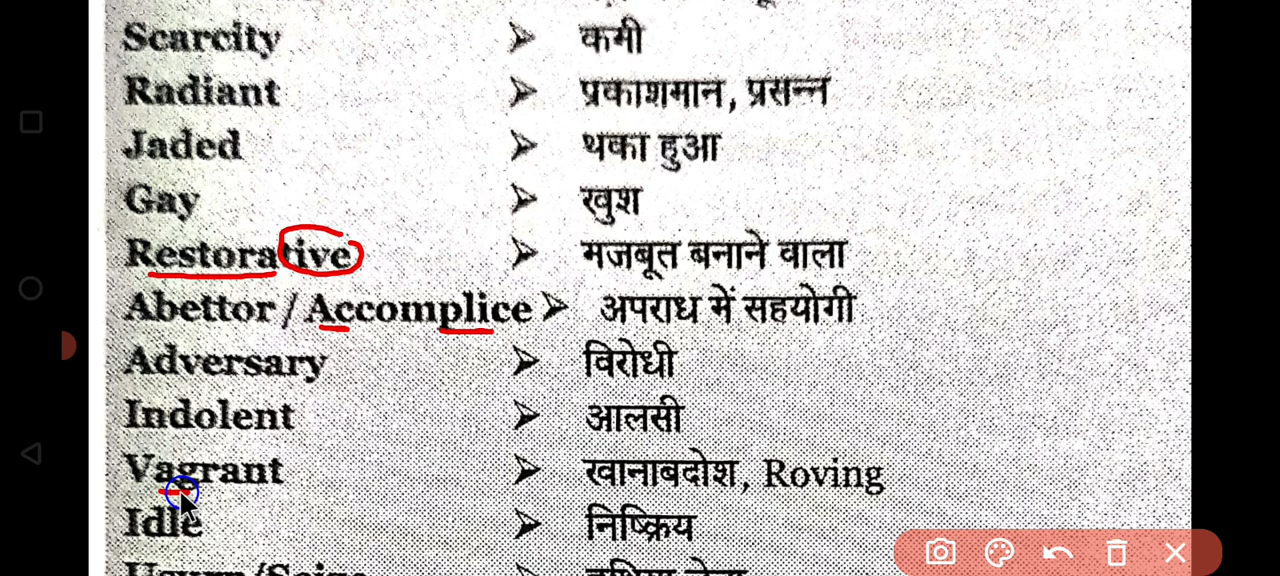 Scarcity ➢ कमी
Radiant ➢ प्रकाशमान, प्रसन्न
Jaded ➢ थका हुआ
Gay ➢ खुश
Restorative ➢ मजबूत बनाने वाला
Abettor / Accomplice ➢ अपराध में सहयोगी
Adversary ➢ विरोधी
Indolent ➢ आलसी
Vagrant ➢ खानाबदोश, Roving
Idle ➢ निष्क्रिय